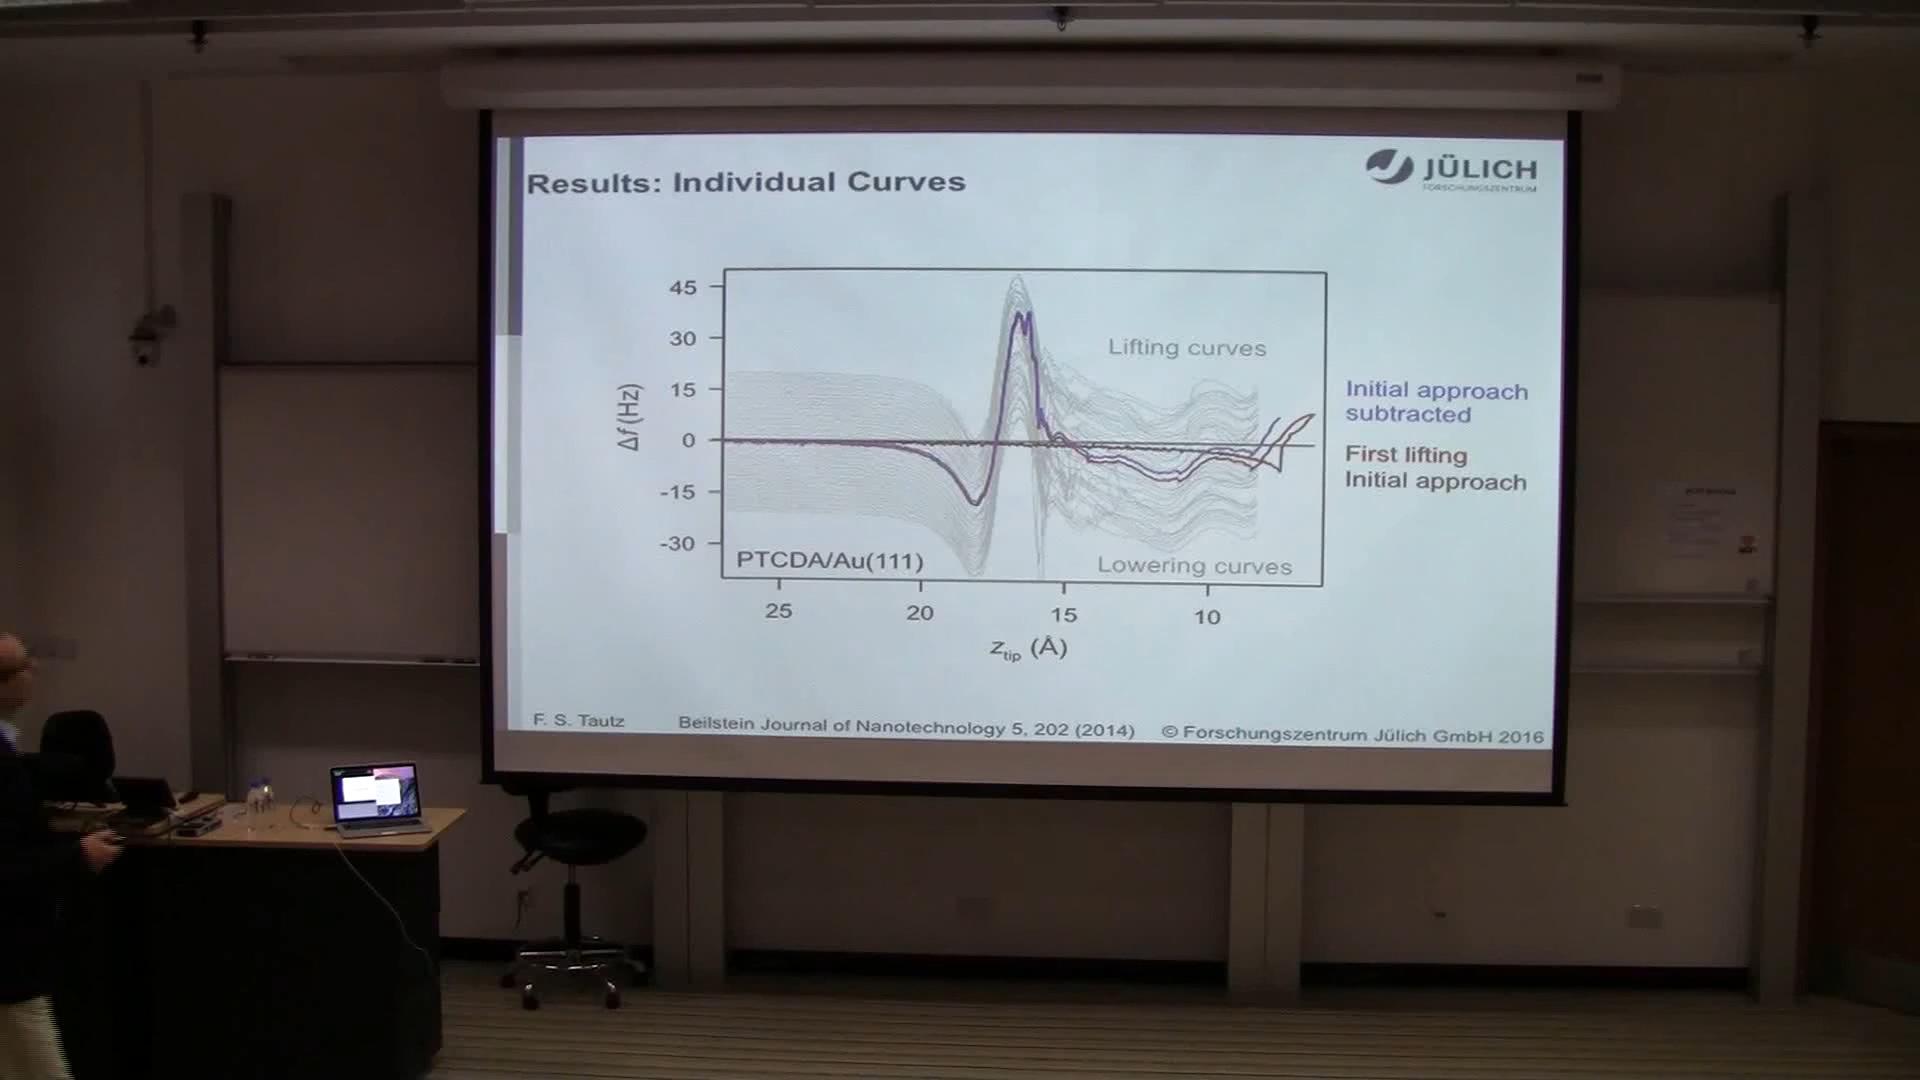 Results: Individual Curves
JÜLICH
FORSCHUNGSZENTRUM
45
30
15
0
-15
-30
Δf (Hz)
Lifting curves
Initial approach
subtracted
First lifting
Initial approach
PTCDA/Au(111)
Lowering curves
25
20
15
10
ztip (Å)
F. S. Tautz
Beilstein Journal of Nanotechnology 5, 202 (2014)
© Forschungszentrum Jülich GmbH 2016